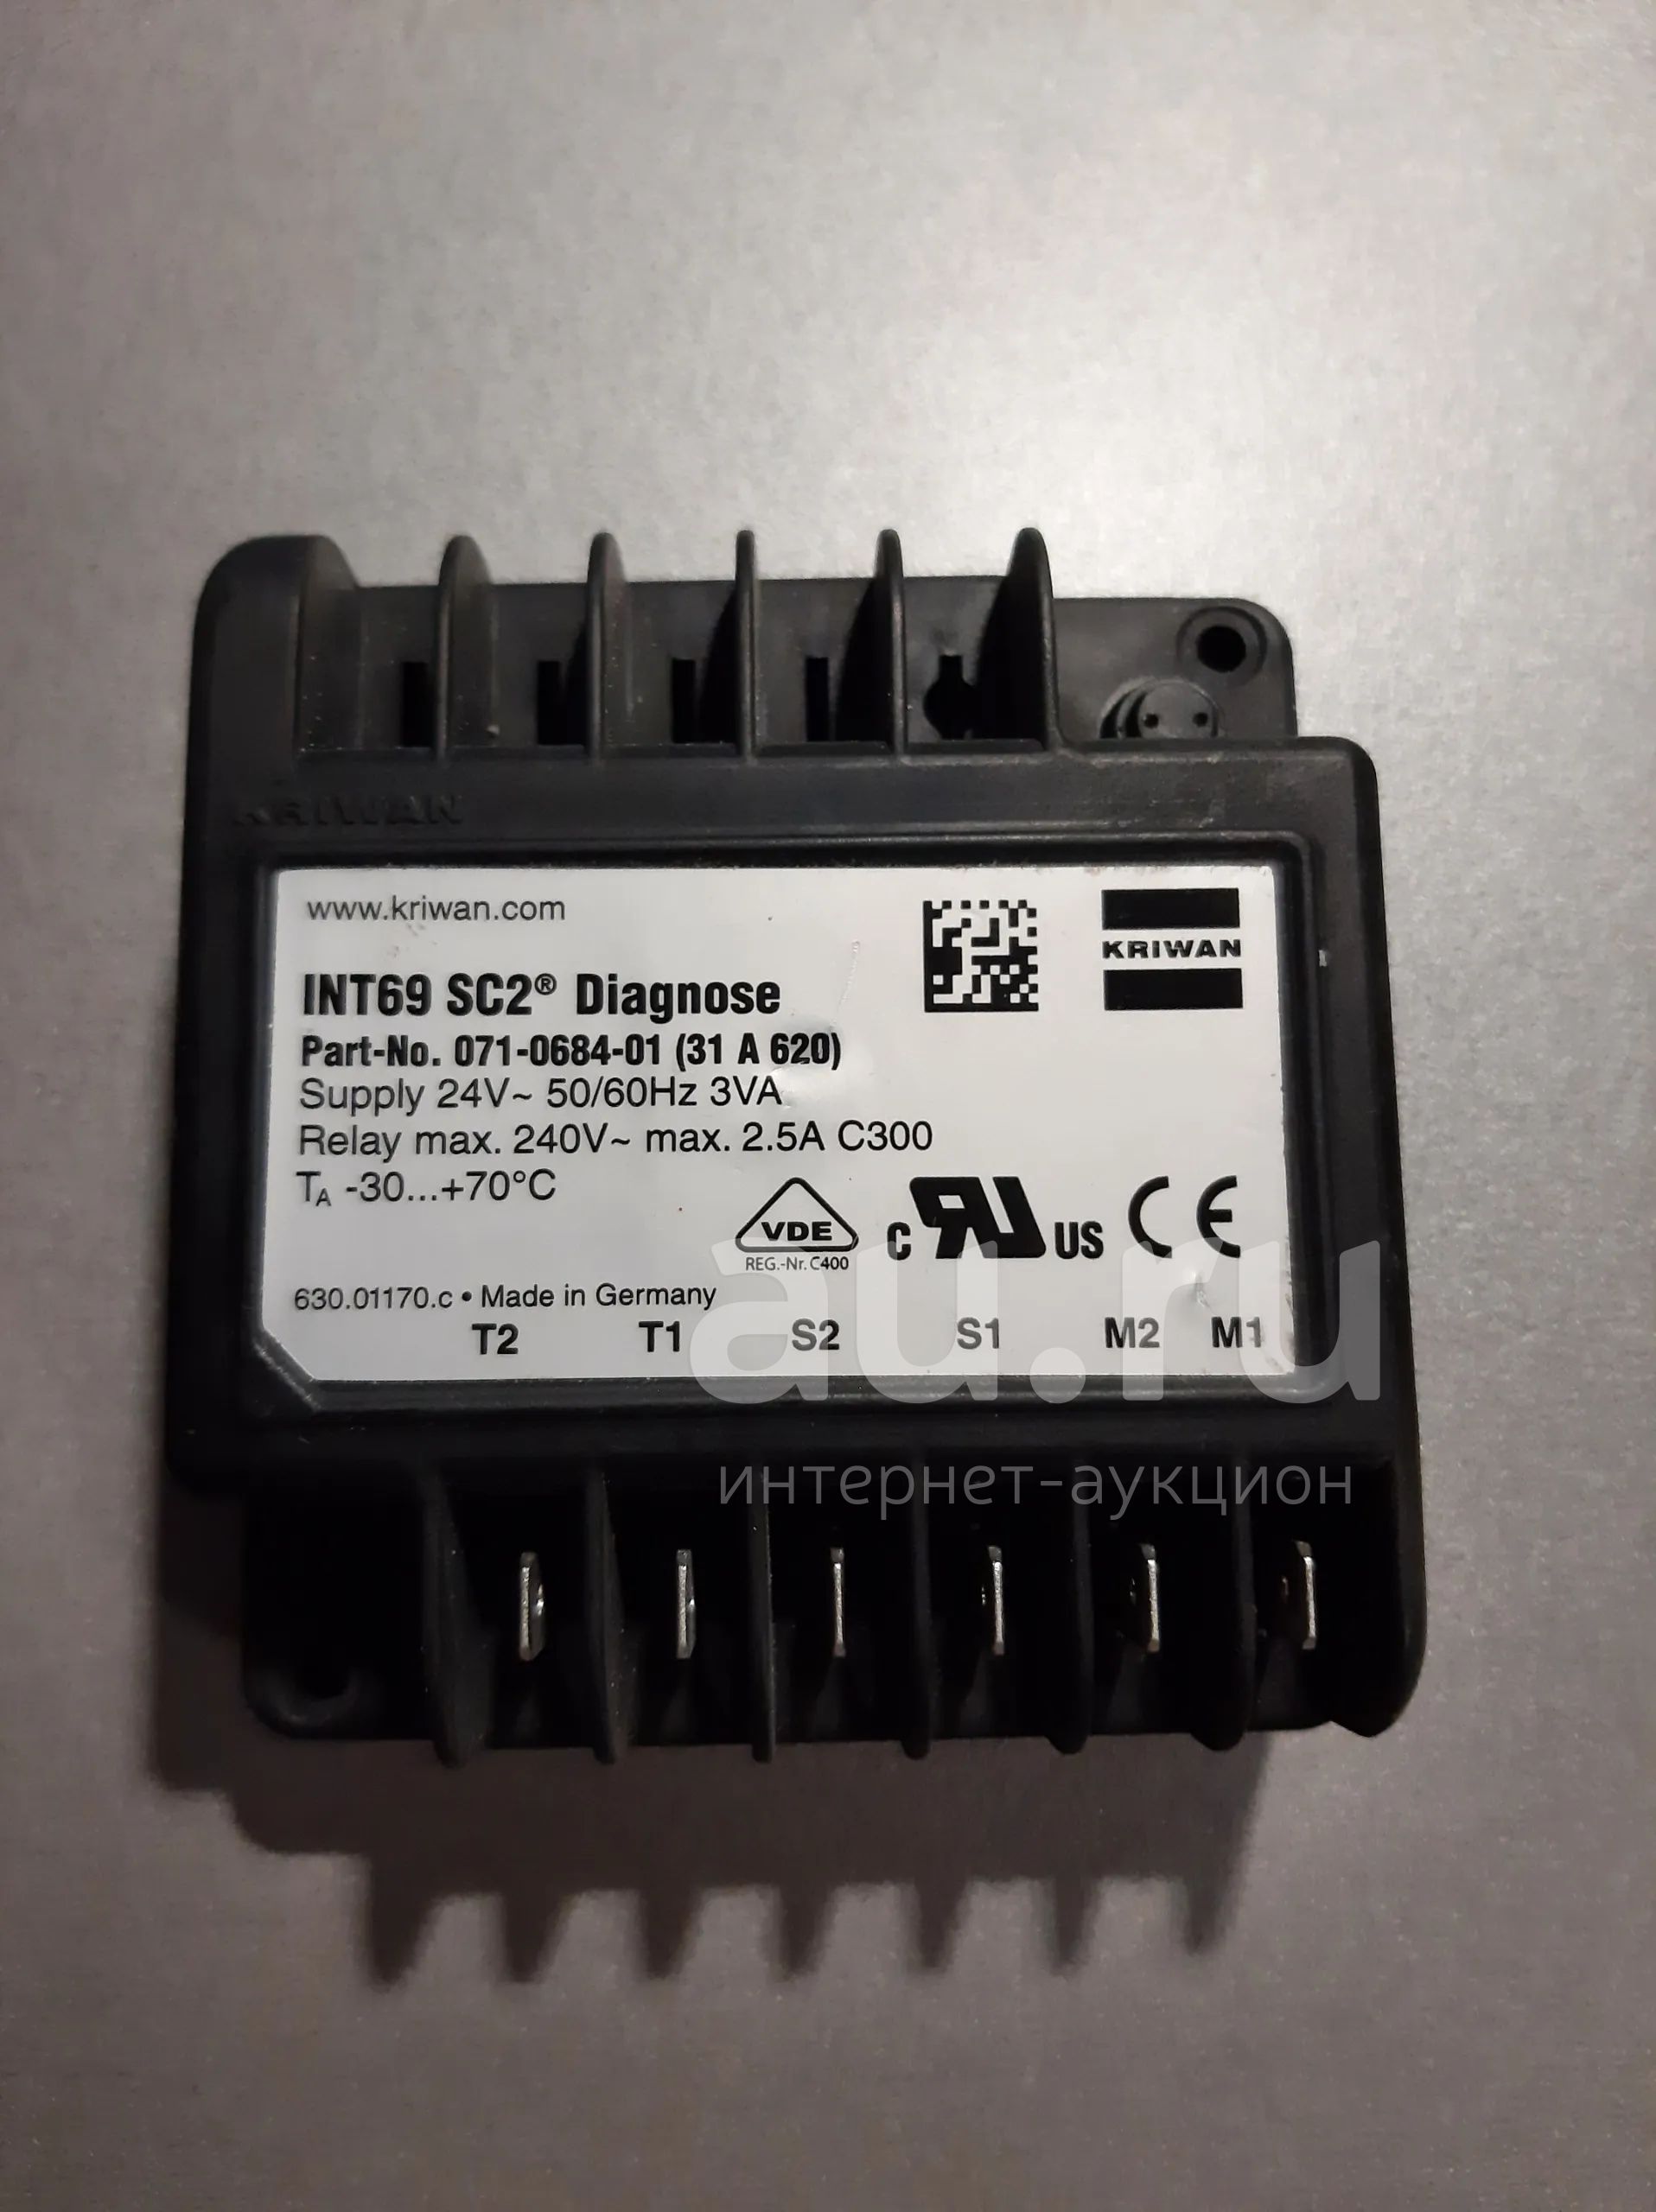 KRIWAN
www.kriwan.com
KRIWAN
INT69 SC2® Diagnose
Part-No. 071-0684-01 (31 A 620)
Supply 24V~ 50/60Hz 3VA
Relay max. 240V~ max. 2.5A C300
TA -30...+70°C
VDE
REG.-Nr. C400
c RU US CE
630.01170.c • Made in Germany
T2 T1 S2 S1 M2 M1
au.ru
интернет-аукцион